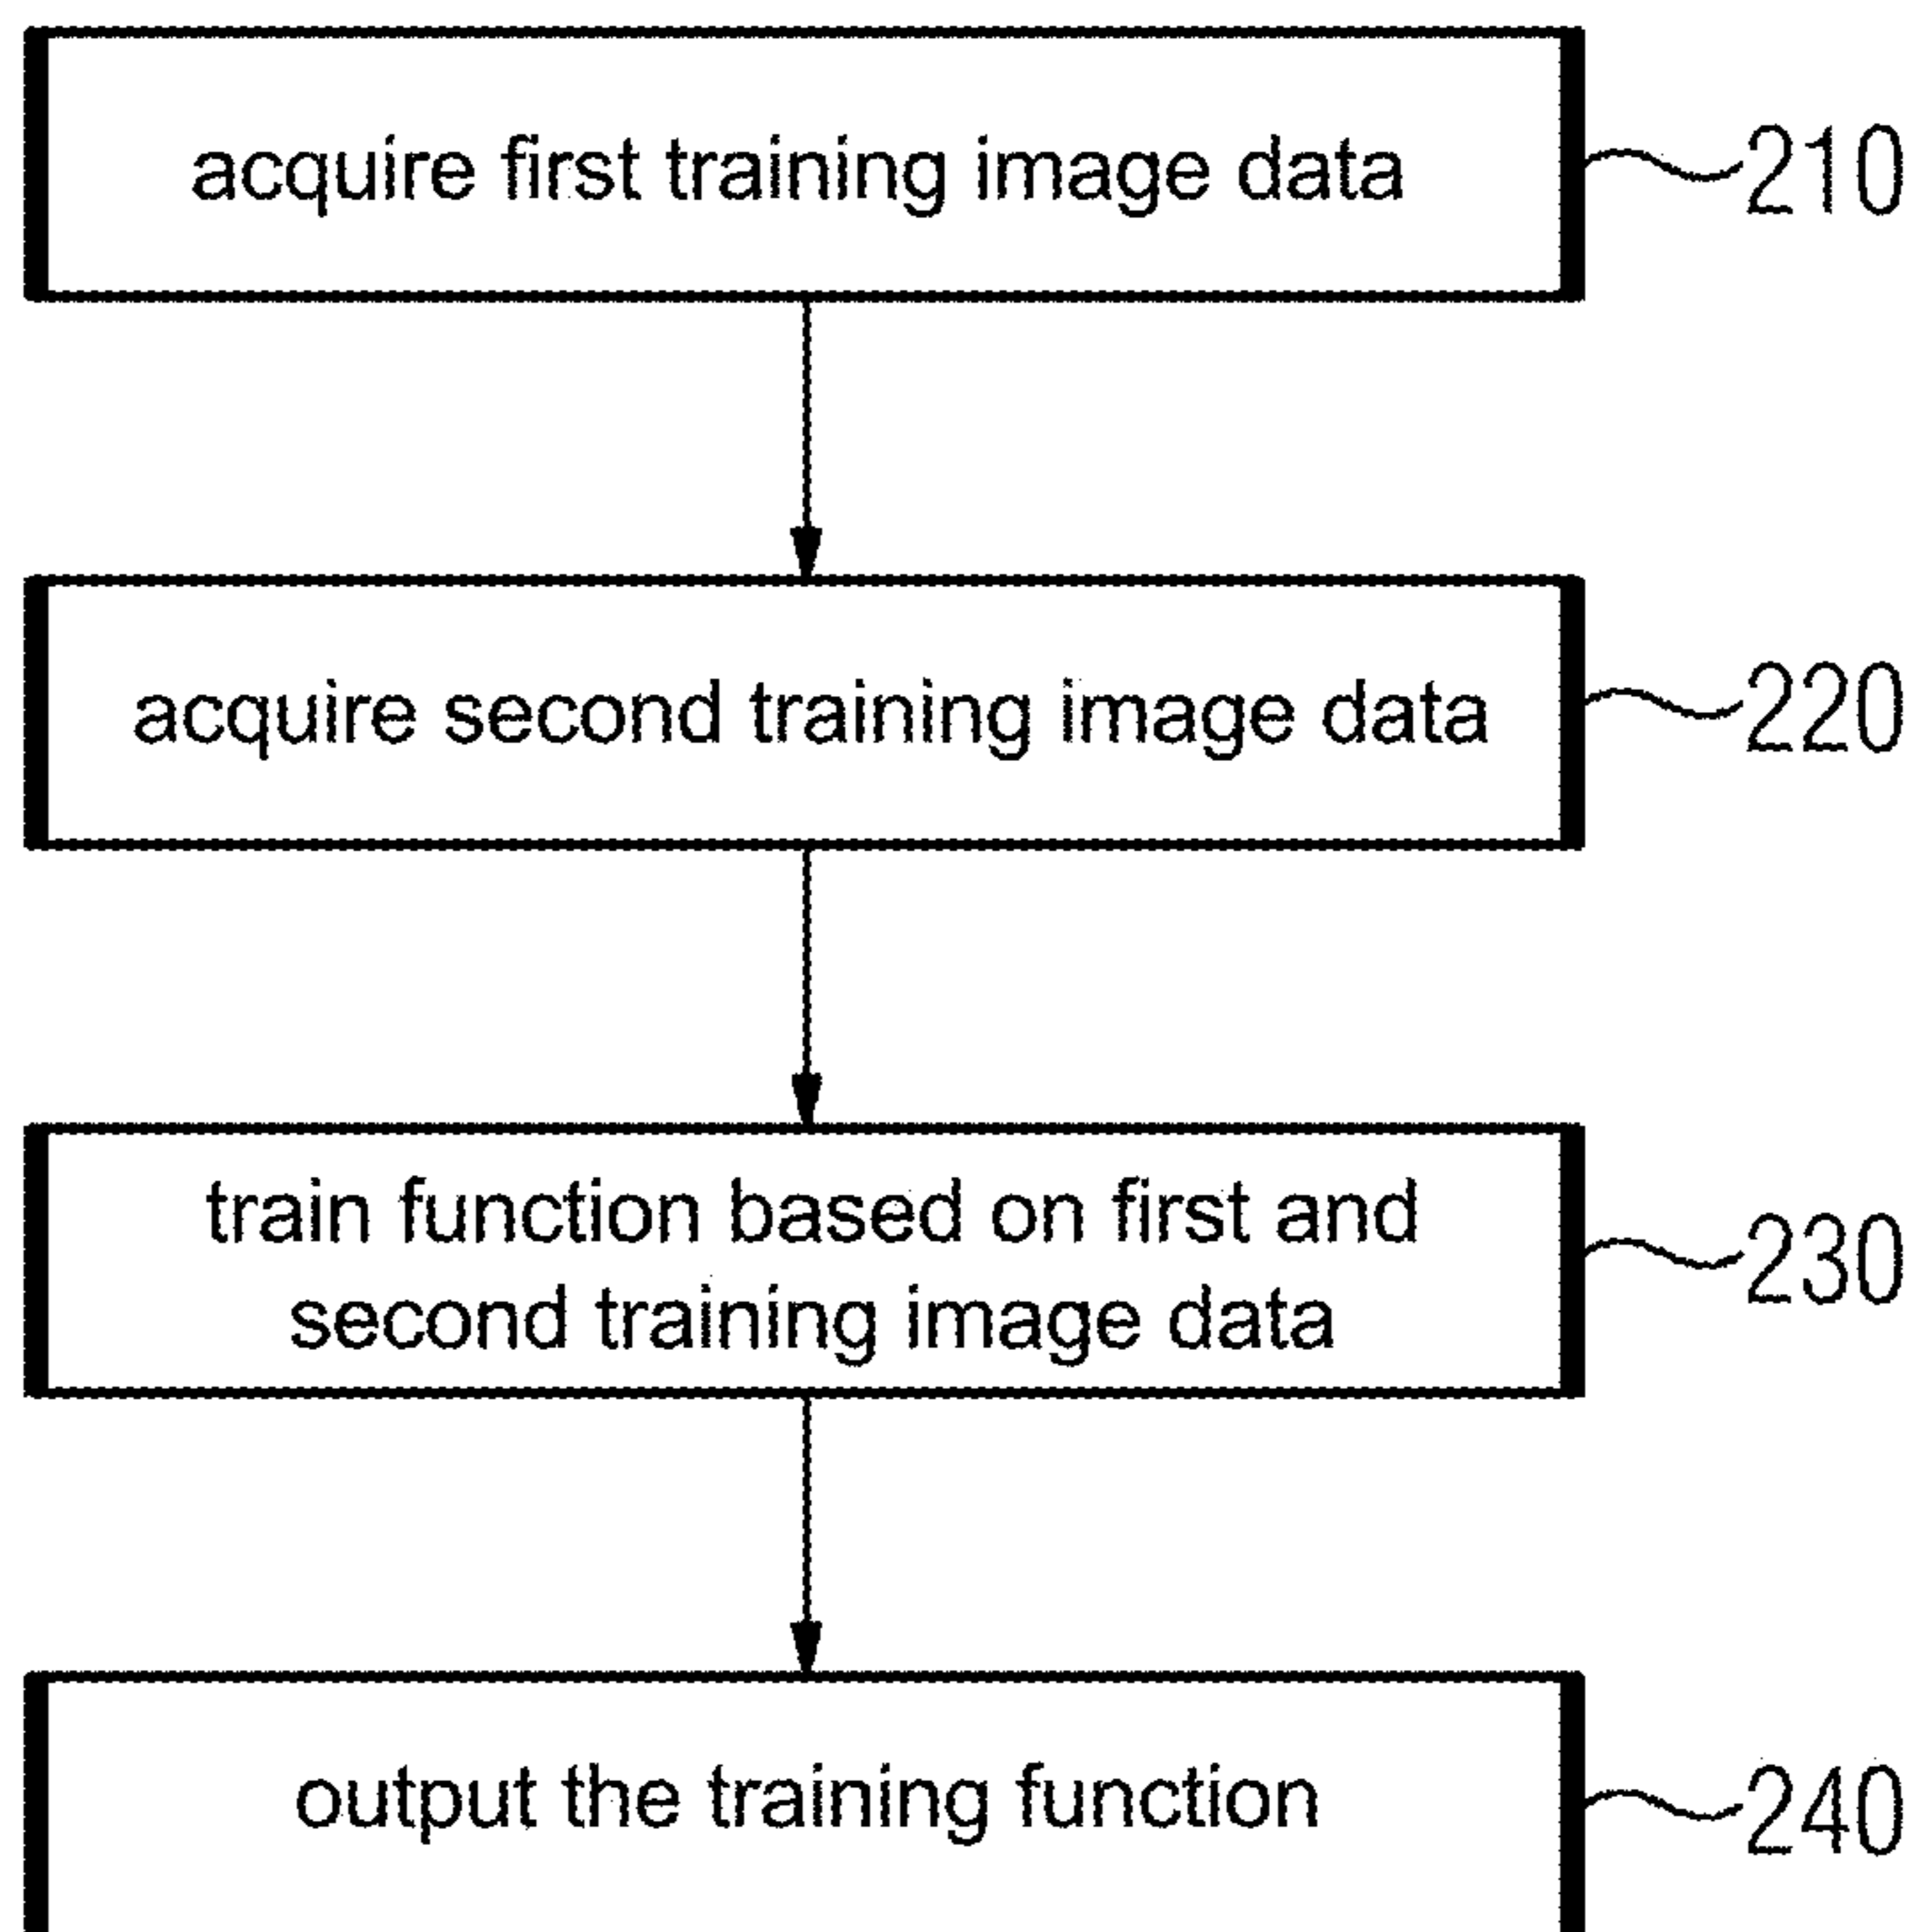 acquire first training image data
210
acquire second training image data
220
train function based on first and
second training image data
230
output the training function
240